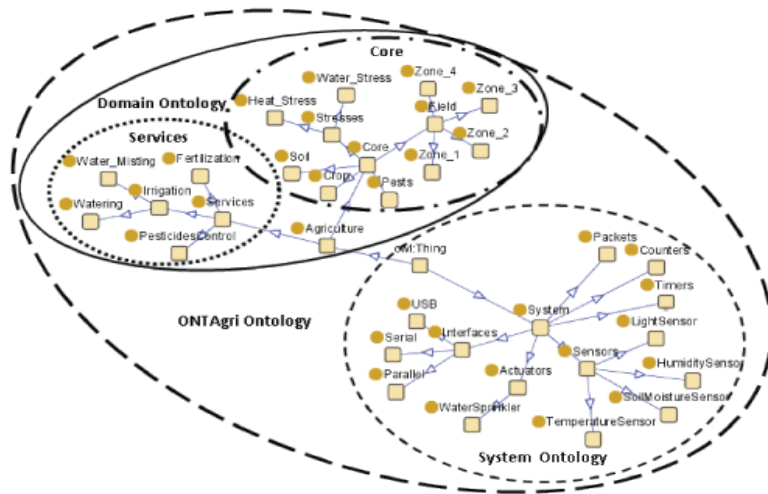 Core
Water_Stress
Zone_4
Zone_3
Heat_Stress
Domain Ontology
Stresses
Field
Services
Core
Zone_2
Water_Misting
Fertilization
Soil
Zone_1
Crop
Pests
Irrigation
Watering
Services
PesticidesControl
Agriculture
owl:Thing
Packets
Counters
Timers
USB
System
ONTAgri Ontology
LightSensor
Serial
Interfaces
Sensors
HumiditySensor
Parallel
Actuators
SoilMoistureSensor
WaterSprinkler
TemperatureSensor
System Ontology